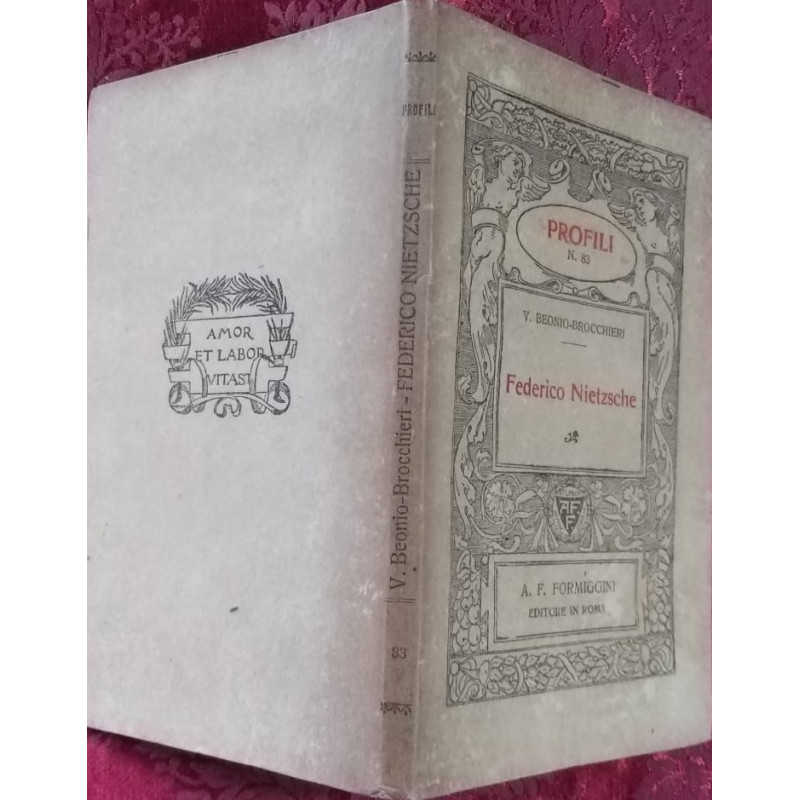 AMOR
ET LABOR
VITAST
PROFILI
V. Beonio-Brocchieri - FEDERICO NIETZSCHE
83
PROFILI
N. 83
V. BEONIO-BROCCHIERI
Federico Nietzsche
AFF
A. F. FORMIGGINI
EDITORE IN ROMA